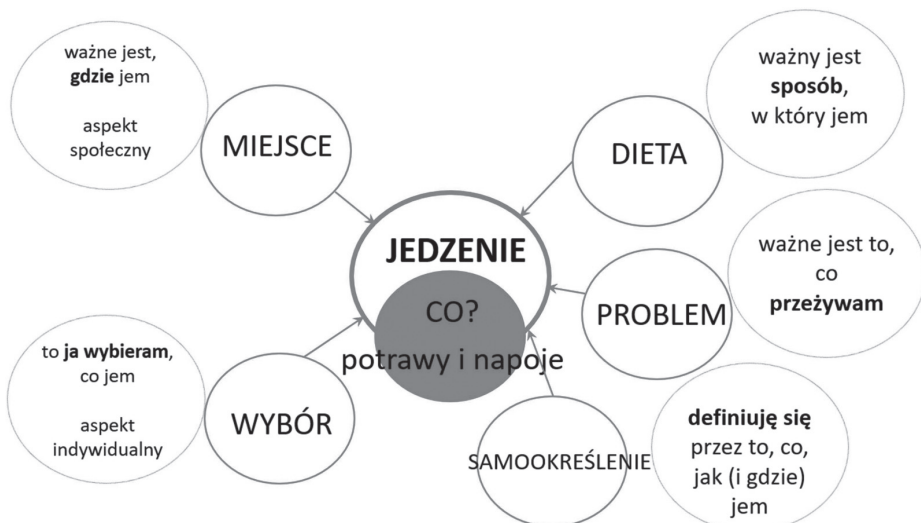 ważne jest,
gdzie jem
aspekt
społeczny
MIEJSCE
DIETA
ważny jest
sposób,
w który jem
JEDZENIE
CO?
potrawy i napoje
PROBLEM
ważne jest to,
co
przeżywam
to ja wybieram,
co jem
aspekt
indywidualny
WYBÓR
SAMOOKREŚLENIE
definiuję się
przez to, co,
jak (i gdzie)
jem